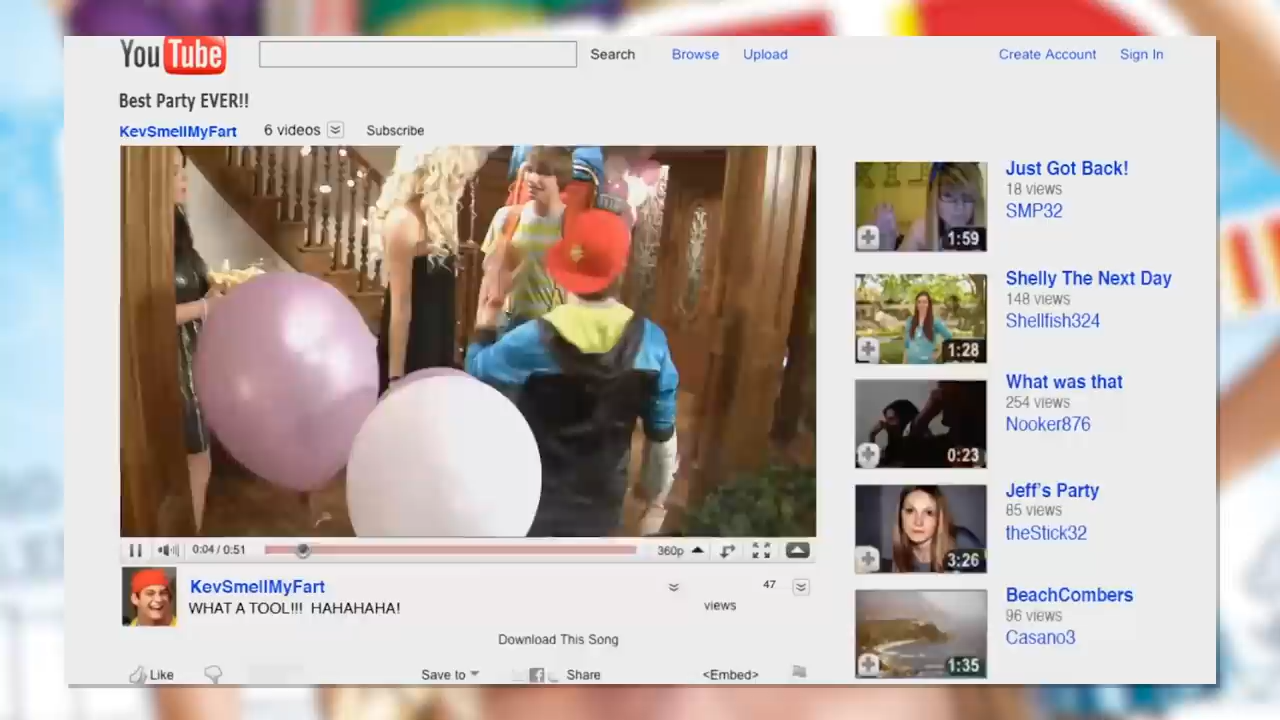 YouTube
Search
Browse
Upload
Create Account
Sign In
Best Party EVER!!
KevSmellMyFart
6 videos
Subscribe
Just Got Back!
18 views
SMP32
1:59
Shelly The Next Day
148 views
Shellfish324
1:28
What was that
254 views
Nooker876
0:23
Jeff's Party
85 views
theStick32
3:26
BeachCombers
96 views
Casano3
1:35
0:04 / 0:51
360p
KevSmellMyFart
WHAT A TOOL!!! HAHAHAHA!
47
views
Download This Song
Like
Save to
f
Share
<Embed>